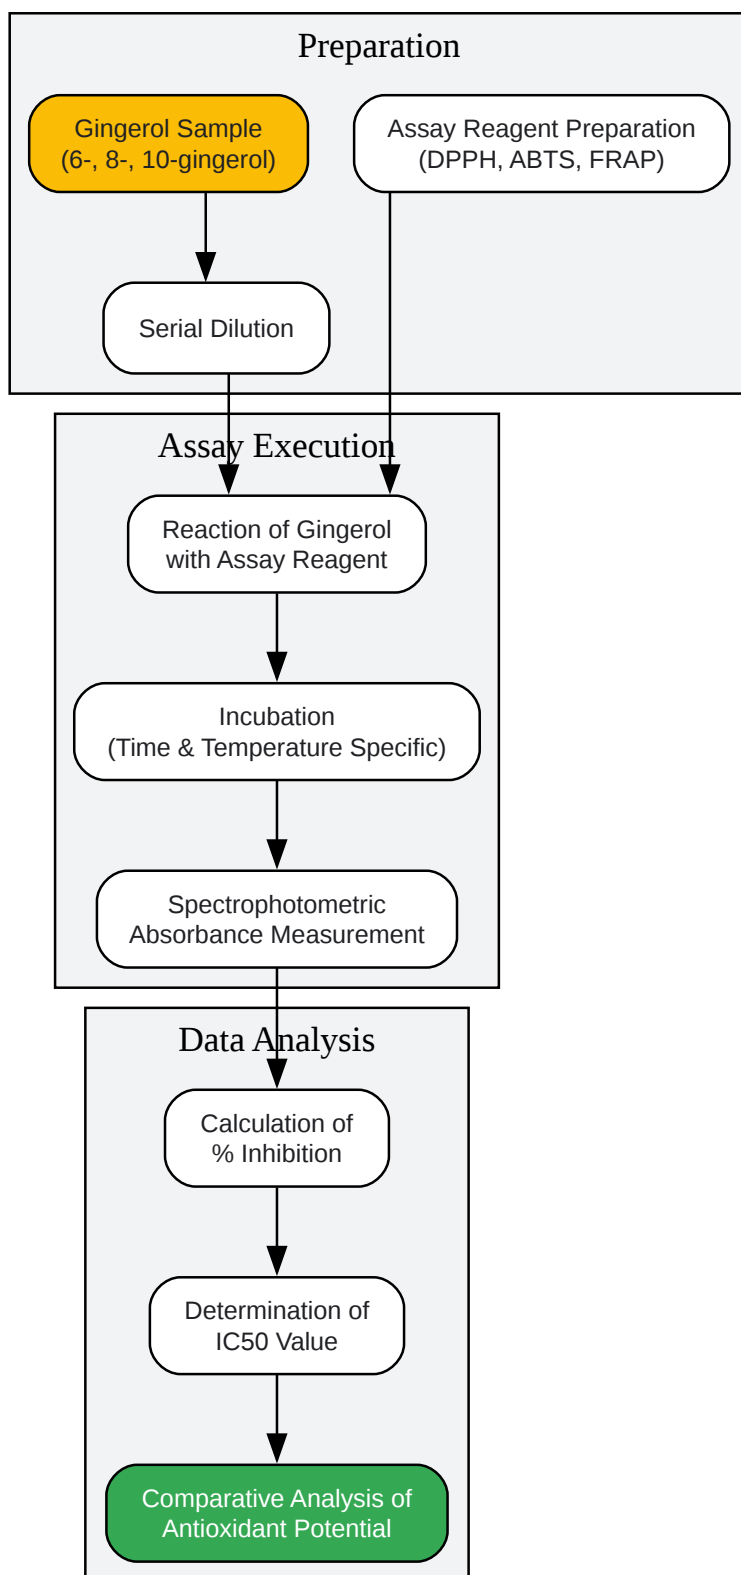 Preparation
Gingerol Sample
(6-, 8-, 10-gingerol)
Assay Reagent Preparation
(DPPH, ABTS, FRAP)
Serial Dilution
Assay Execution
Reaction of Gingerol
with Assay Reagent
Incubation
(Time & Temperature Specific)
Spectrophotometric
Absorbance Measurement
Data Analysis
Calculation of
% Inhibition
Determination of
IC50 Value
Comparative Analysis of
Antioxidant Potential